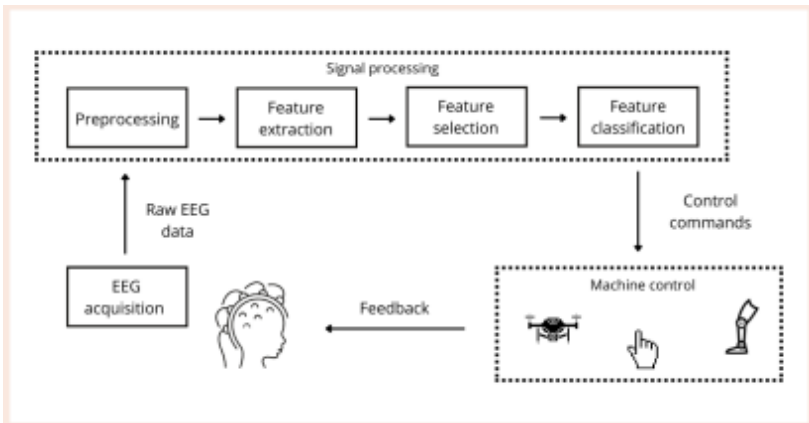 Signal processing
Preprocessing
Feature
extraction
Feature
selection
Feature
classification
Raw EEG
data
Control
commands
EEG
acquisition
Feedback
Machine control